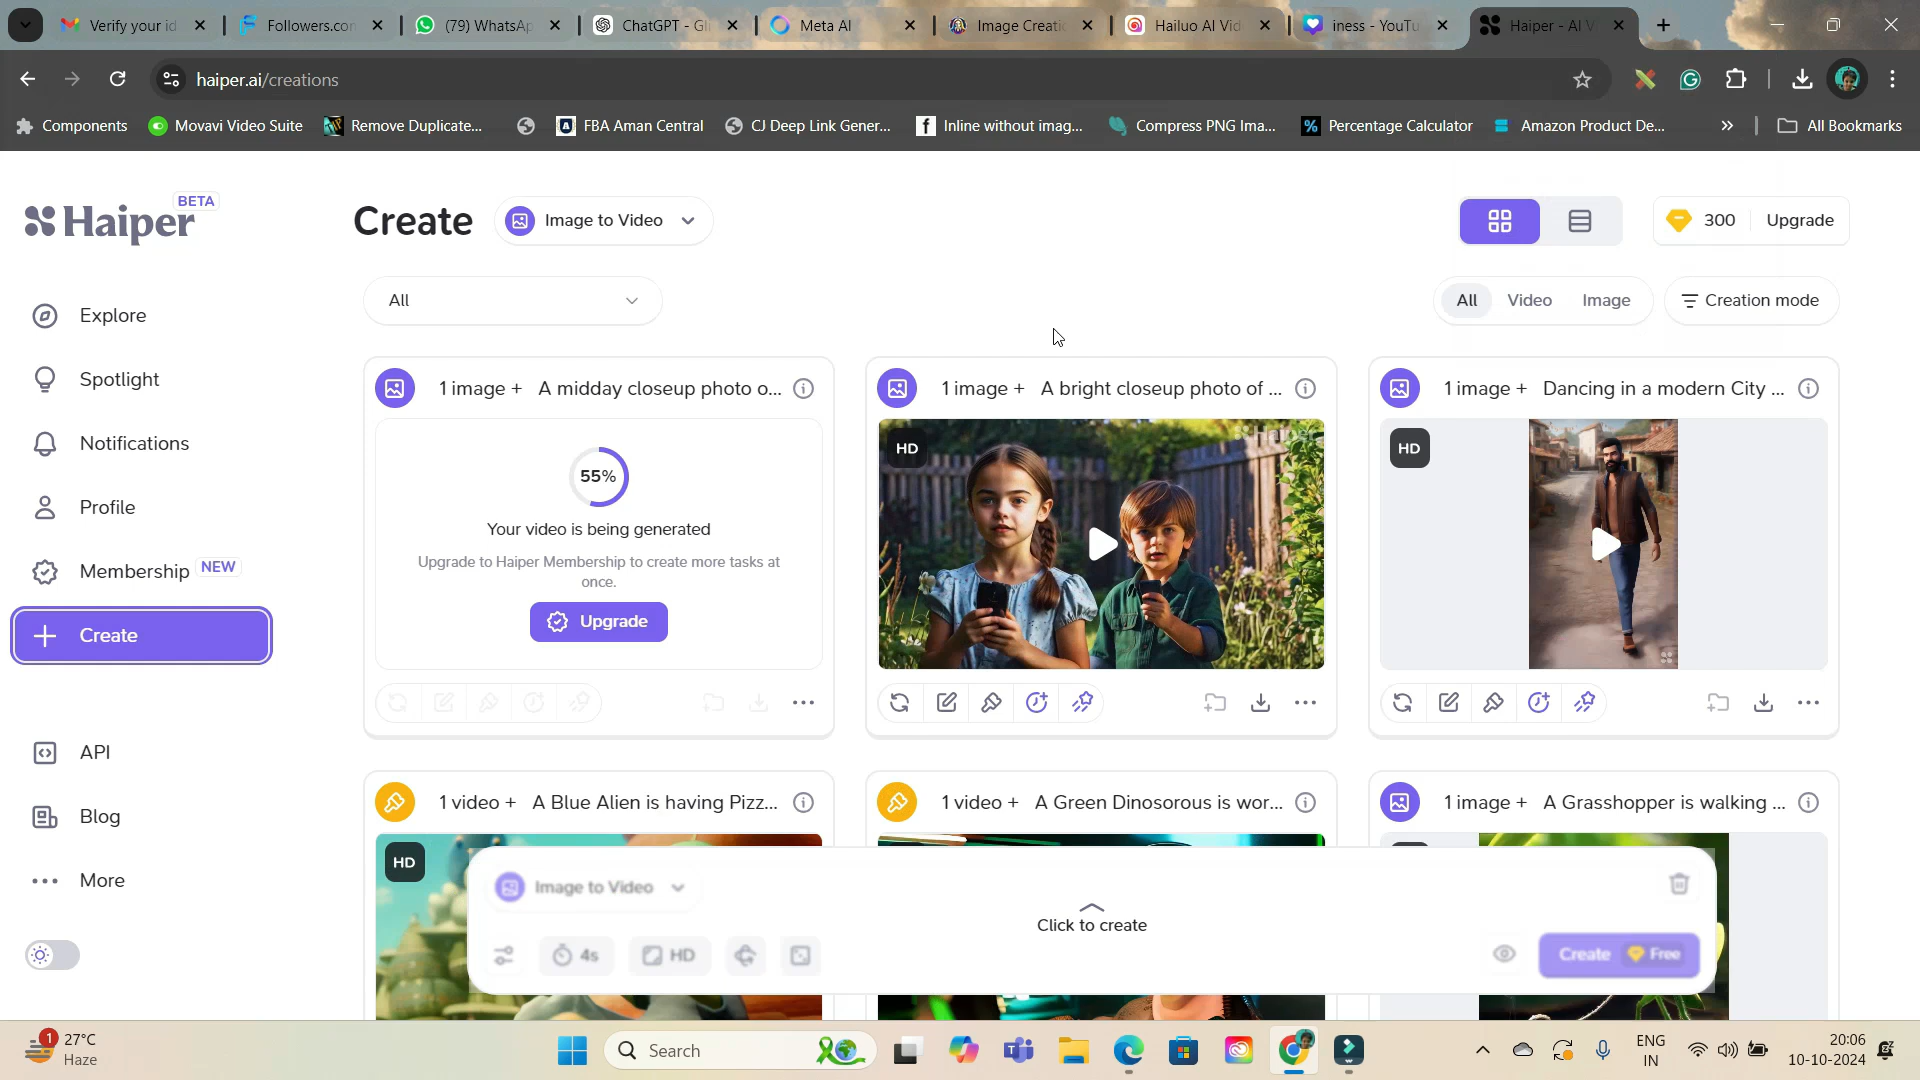 Verify your id
Followers.con
(79) WhatsAp
ChatGPT - Gl
Meta AI
Image Creatic
Hailuo AI Vid
iness - YouTu
Haiper - AI V
haiper.ai/creations
Components
Movavi Video Suite
Remove Duplicate...
FBA Aman Central
CJ Deep Link Gener...
Inline without imag...
Compress PNG Ima...
Percentage Calculator
Amazon Product De...
All Bookmarks
Haiper BETA
Create
Image to Video
300
Upgrade
All
All
Video
Image
Creation mode
Explore
Spotlight
Notifications
Profile
Membership NEW
Create
API
Blog
More
1 image + A midday closeup photo o...
55%
Your video is being generated
Upgrade to Haiper Membership to create more tasks at
once.
Upgrade
1 image + A bright closeup photo of ...
HD
Haiper
1 image + Dancing in a modern City ...
HD
1 video + A Blue Alien is having Pizz...
HD
1 video + A Green Dinosorous is wor...
1 image + A Grasshopper is walking ...
Image to Video
Click to create
4s
HD
Create
Free
1
27°C
Haze
Search
ENG
IN
20:06
10-10-2024